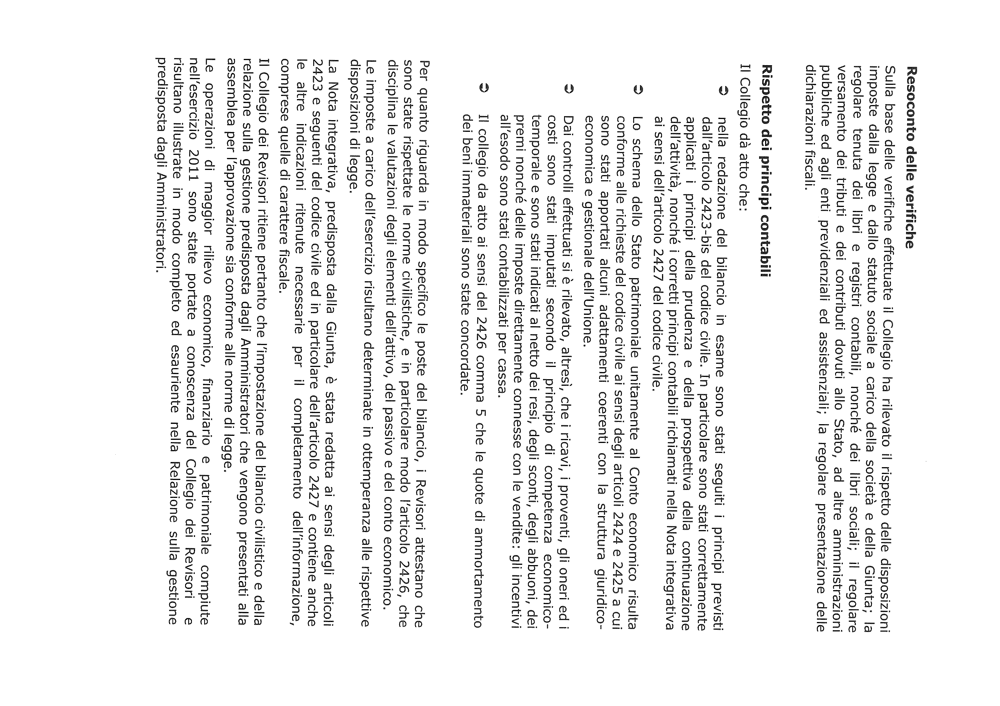 Resoconto delle verifiche
Sulla base delle verifiche effettuate il Collegio ha rilevato il rispetto delle disposizioni
imposte dalla legge e dallo statuto sociale a carico della società e della Giunta; la
regolare tenuta dei libri e registri contabili, nonché dei libri sociali; il regolare
versamento dei tributi e dei contributi dovuti allo Stato, ad altre amministrazioni
pubbliche ed agli enti previdenziali ed assistenziali; la regolare presentazione delle
dichiarazioni fiscali.
Rispetto dei principi contabili
Il Collegio dà atto che:
➲ nella redazione del bilancio in esame sono stati seguiti i principi previsti
dall'articolo 2423-bis del codice civile. In particolare sono stati correttamente
applicati i principi della prudenza e della prospettiva della continuazione
dell'attività, nonché i corretti principi contabili richiamati nella Nota integrativa
ai sensi dell'articolo 2427 del codice civile.
➲ Lo schema dello Stato patrimoniale unitamente al Conto economico risulta
conforme alle richieste del codice civile ai sensi degli articoli 2424 e 2425 a cui
sono stati apportati alcuni adattamenti coerenti con la struttura giuridico-
economica e gestionale dell'Unione.
➲ Dai controlli effettuati si è rilevato, altresì, che i ricavi, i proventi, gli oneri ed i
costi sono stati imputati secondo il principio di competenza economico-
temporale e sono stati indicati al netto dei resi, degli sconti, degli abbuoni, dei
premi nonché delle imposte direttamente connesse con le vendite: gli incentivi
all'esodo sono stati contabilizzati per cassa.
➲ Il collegio da atto ai sensi del 2426 comma 5 che le quote di ammortamento
dei beni immateriali sono state concordate.
Per quanto riguarda in modo specifico le poste del bilancio, i Revisori attestano che
sono state rispettate le norme civilistiche, e in particolare modo l'articolo 2426, che
disciplina le valutazioni degli elementi dell'attivo, del passivo e del conto economico.
Le imposte a carico dell'esercizio risultano determinate in ottemperanza alle rispettive
disposizioni di legge.
La Nota integrativa, predisposta dalla Giunta, è stata redatta ai sensi degli articoli
2423 e seguenti del codice civile ed in particolare dell'articolo 2427 e contiene anche
le altre indicazioni ritenute necessarie per il completamento dell'informazione,
comprese quelle di carattere fiscale.
Il Collegio dei Revisori ritiene pertanto che l'impostazione del bilancio civilistico e della
relazione sulla gestione predisposta dagli Amministratori che vengono presentati alla
assemblea per l'approvazione sia conforme alle norme di legge.
Le operazioni di maggior rilievo economico, finanziario e patrimoniale compiute
nell'esercizio 2011 sono state portate a conoscenza del Collegio dei Revisori e
risultano illustrate in modo completo ed esauriente nella Relazione sulla gestione
predisposta dagli Amministratori.